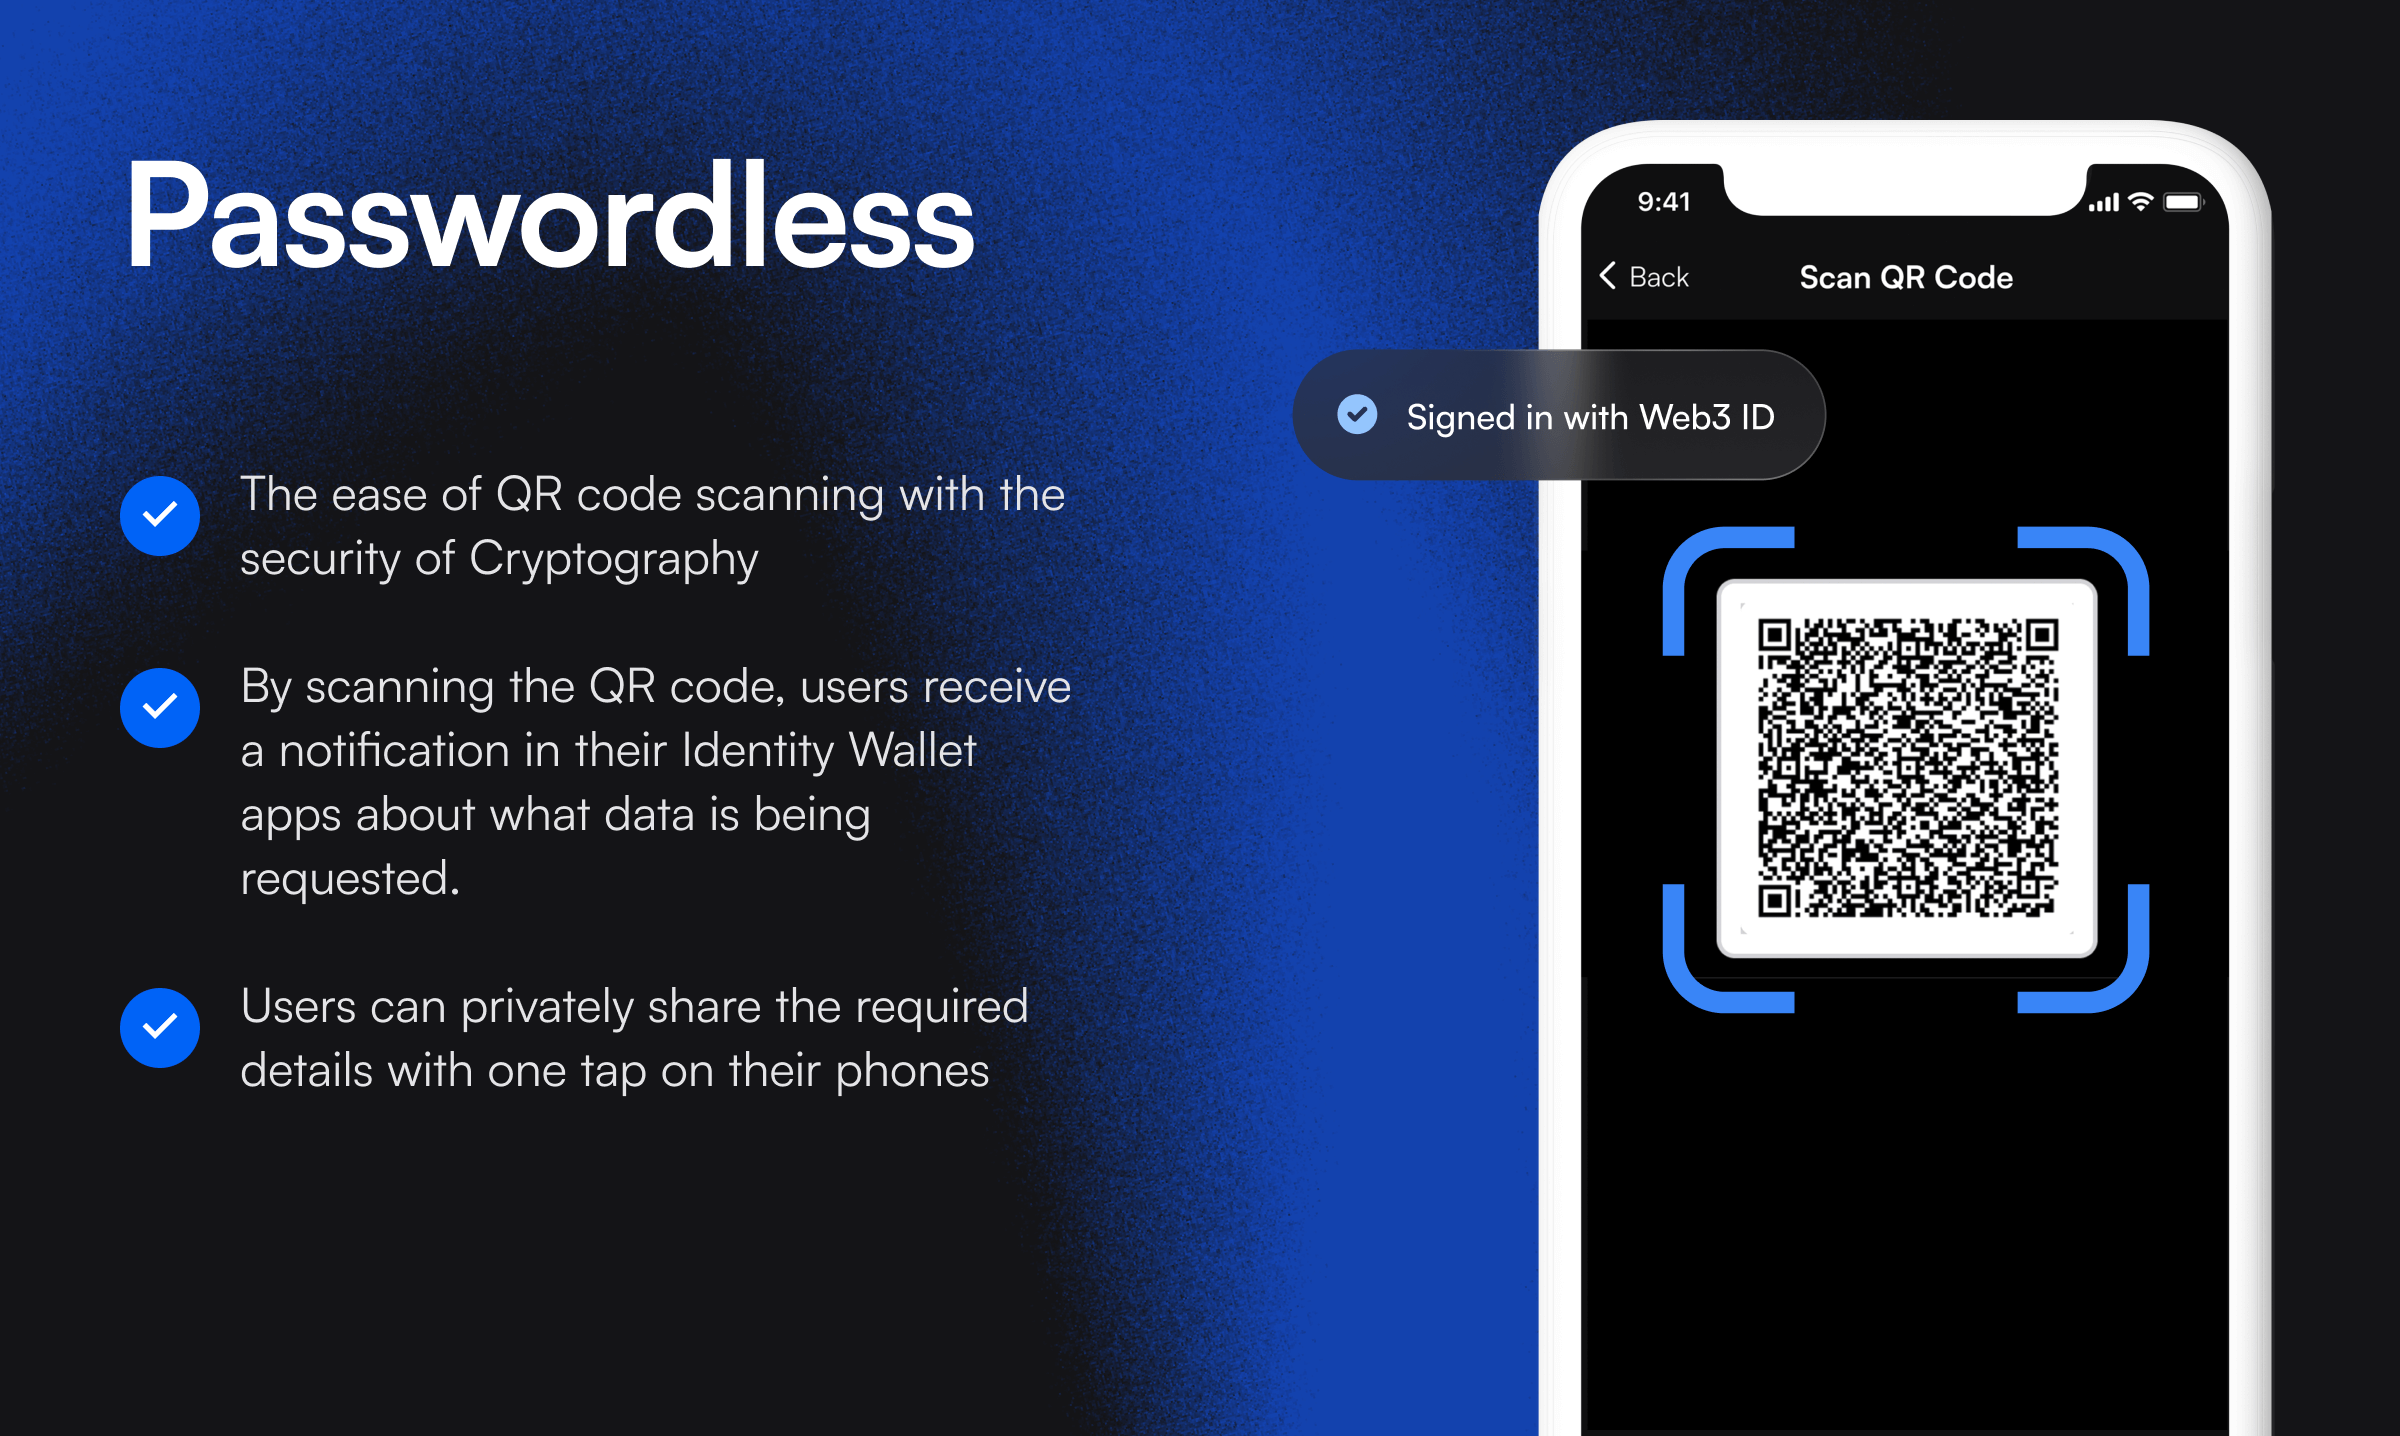 Passwordless
The ease of QR code scanning with the
security of Cryptography
By scanning the QR code, users receive
a notification in their Identity Wallet
apps about what data is being
requested.
Users can privately share the required
details with one tap on their phones
9:41
Back
Scan QR Code
Signed in with Web3 ID